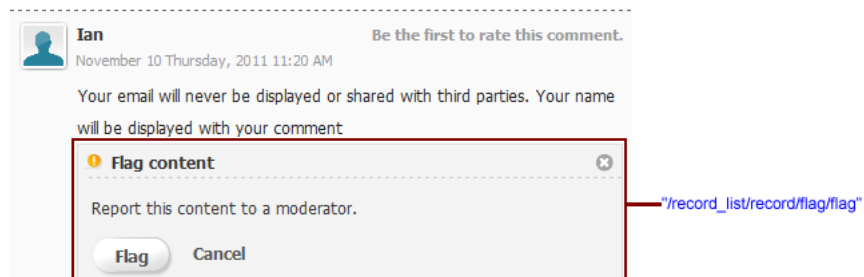 Ian
Be the first to rate this comment.
November 10 Thursday, 2011 11:20 AM
Your email will never be displayed or shared with third parties. Your name
will be displayed with your comment
Flag content
Report this content to a moderator.
"/record_list/record/flag/flag"
Flag
Cancel